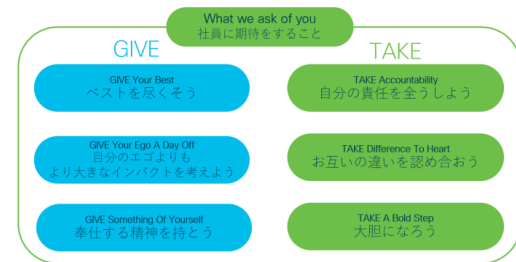 What we ask of you
社員に期待をすること
GIVE
TAKE
GIVE Your Best
ベストを尽くそう
TAKE Accountability
自分の責任を全うしよう
GIVE Your Ego A Day Off
自分のエゴよりも
より大きなインパクトを考えよう
TAKE Difference To Heart
お互いの違いを認め合おう
GIVE Something Of Yourself
奉仕する精神を持とう
TAKE A Bold Step
大胆になろう